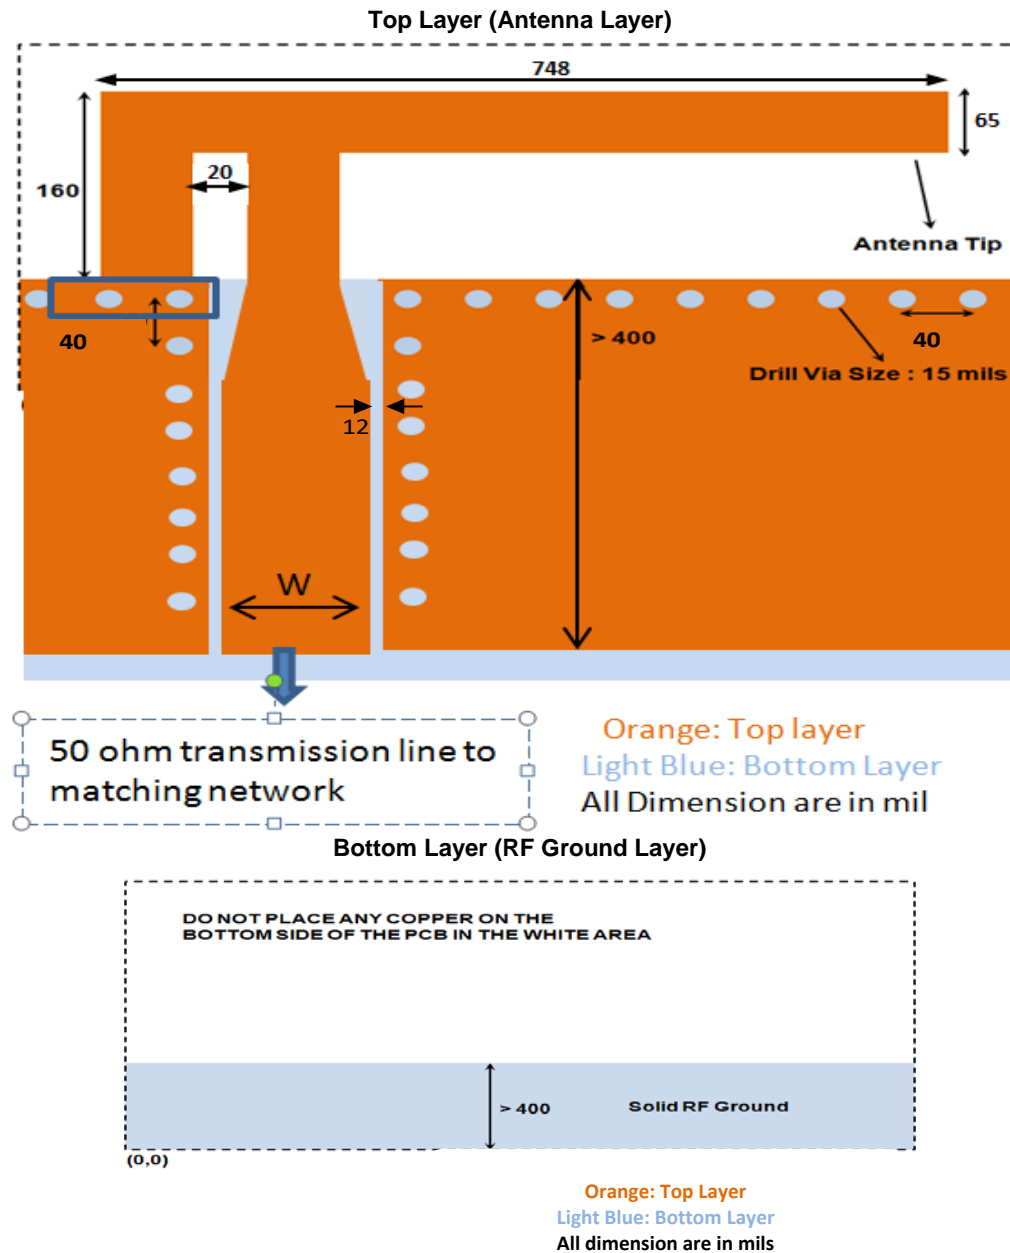 Top Layer (Antenna Layer)
748
65
20
160
Antenna Tip
40
> 400
40
Drill Via Size : 15 mils
12
W
50 ohm transmission line to
matching network
Orange: Top layer
Light Blue: Bottom Layer
All Dimension are in mil
Bottom Layer (RF Ground Layer)
DO NOT PLACE ANY COPPER ON THE
BOTTOM SIDE OF THE PCB IN THE WHITE AREA
> 400
Solid RF Ground
(0,0)
Orange: Top Layer
Light Blue: Bottom Layer
All dimension are in mils